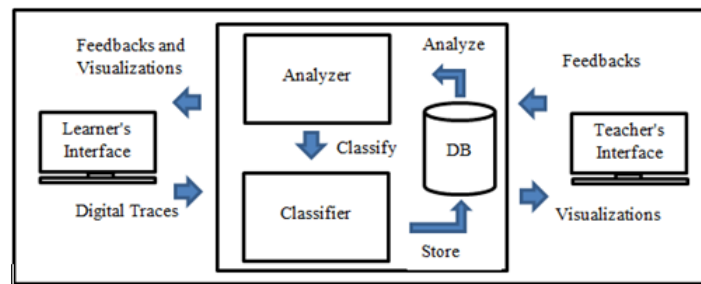 Feedbacks and
Visualizations
Learner's
Interface
Digital Traces
Analyzer
Classify
Classifier
Analyze
DB
Store
Feedbacks
Teacher's
Interface
Visualizations